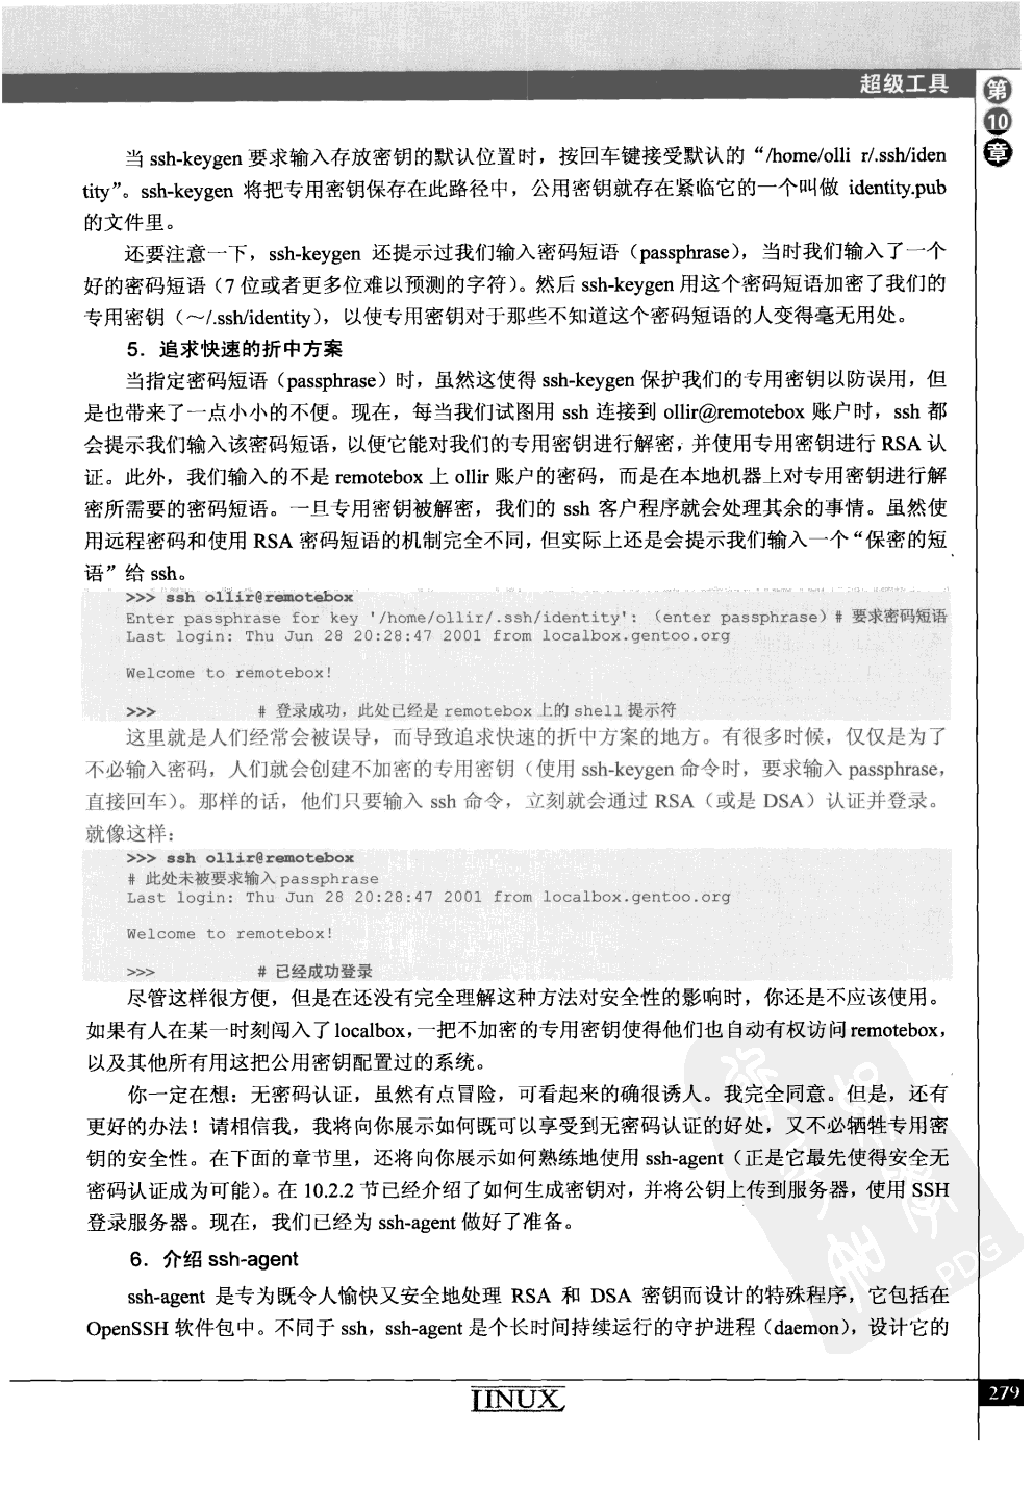 超级工具
第
10
章
当 ssh-keygen 要求输入存放密钥的默认位置时，按回车键接受默认的“/home/olli r/.ssh/iden
tity”。ssh-keygen 将把专用密钥保存在此路径中，公用密钥就存在紧临它的一个叫做 identity.pub
的文件里。
还要注意一下，ssh-keygen 还提示过我们输入密码短语（passphrase），当时我们输入了一个
好的密码短语（7 位或者更多位难以预测的字符）。然后 ssh-keygen 用这个密码短语加密了我们的
专用密钥（～/.ssh/identity），以使专用密钥对于那些不知道这个密码短语的人变得毫无用处。
5．追求快速的折中方案
当指定密码短语（passphrase）时，虽然这使得 ssh-keygen 保护我们的专用密钥以防误用，但
是也带来了一点小小的不便。现在，每当我们试图用 ssh 连接到 ollir@remotebox 账户时，ssh 都
会提示我们输入该密码短语，以便它能对我们的专用密钥进行解密，并使用专用密钥进行 RSA 认
证。此外，我们输入的不是 remotebox 上 ollir 账户的密码，而是在本地机器上对专用密钥进行解
密所需要的密码短语。一旦专用密钥被解密，我们的 ssh 客户程序就会处理其余的事情。虽然使
用远程密码和使用 RSA 密码短语的机制完全不同，但实际上还是会提示我们输入一个“保密的短
语”给 ssh。
>>> ssh ollir@remotebox
Enter passphrase for key '/home/ollir/.ssh/identity': (enter passphrase)# 要求密码短语
Last login: Thu Jun 28 20:28:47 2001 from localbox.gentoo.org
Welcome to remotebox!
>>> # 登录成功，此处已经是 remotebox 上的 shell 提示符
这里就是人们经常会被误导，而导致追求快速的折中方案的地方。有很多时候，仅仅是为了
不必输入密码，人们就会创建不加密的专用密钥（使用 ssh-keygen 命令时，要求输入 passphrase，
直接回车）。那样的话，他们只要输入 ssh 命令，立刻就会通过 RSA（或是 DSA）认证并登录。
就像这样：
>>> ssh ollir@remotebox
# 此处未被要求输入 passphrase
Last login: Thu Jun 28 20:28:47 2001 from localbox.gentoo.org
Welcome to remotebox!
>>> # 已经成功登录
尽管这样很方便，但是在还没有完全理解这种方法对安全性的影响时，你还是不应该使用。
如果有人在某一时刻闯入了 localbox，一把不加密的专用密钥使得他们也自动有权访问 remotebox，
以及其他所有用这把公用密钥配置过的系统。
你一定在想：无密码认证，虽然有点冒险，可看起来的确很诱人。我完全同意。但是，还有
更好的办法！请相信我，我将向你展示如何既可以享受到无密码认证的好处，又不必牺牲专用密
钥的安全性。在下面的章节里，还将向你展示如何熟练地使用 ssh-agent（正是它最先使得安全无
密码认证成为可能）。在 10.2.2 节已经介绍了如何生成密钥对，并将公钥上传到服务器，使用 SSH
登录服务器。现在，我们已经为 ssh-agent 做好了准备。
6．介绍 ssh-agent
ssh-agent 是专为既令人愉快又安全地处理 RSA 和 DSA 密钥而设计的特殊程序，它包括在
OpenSSH 软件包中。不同于 ssh，ssh-agent 是个长时间持续运行的守护进程（daemon），设计它的
PDG
LINUX
279